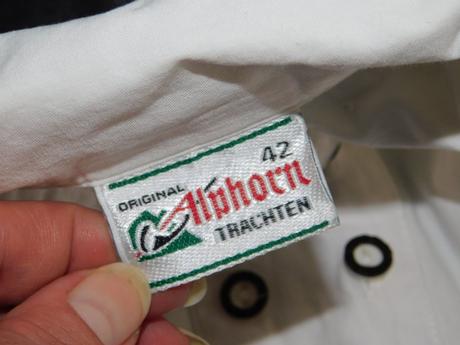 42
ORIGINAL
Alphorn
TRACHTEN